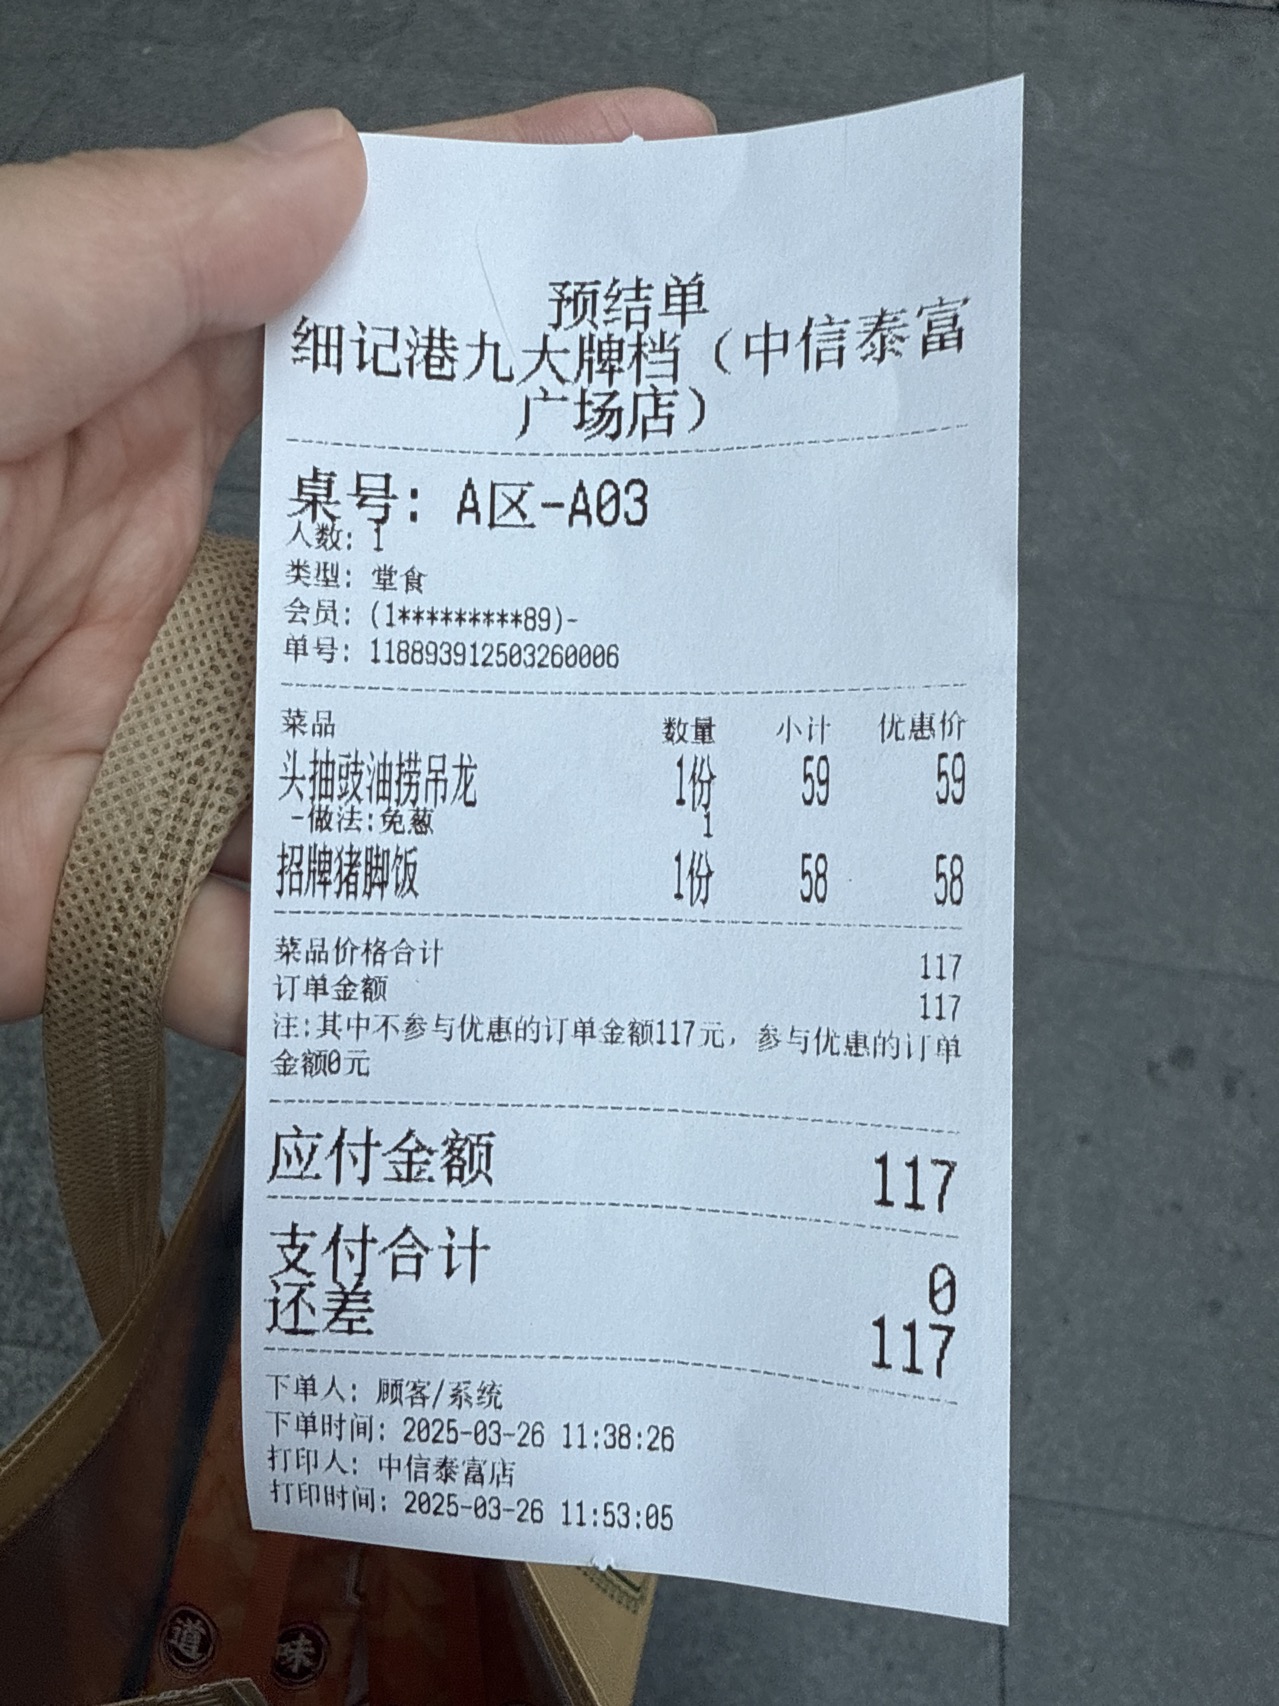 预结单
细记港九大牌档（中信泰富
广场店）
桌号: A区-A03
人数: 1
类型: 堂食
会员: (1*********89)-
单号: 118893912503260006
菜品 数量 小计 优惠价
头抽豉油捞吊龙 1份 59 59
-做法:免葱 1
招牌猪脚饭 1份 58 58
菜品价格合计 117
订单金额 117
注:其中不参与优惠的订单金额117元, 参与优惠的订单
金额0元
应付金额 117
支付合计 0
还差 117
下单人: 顾客/系统
下单时间: 2025-03-26 11:38:26
打印人: 中信泰富店
打印时间: 2025-03-26 11:53:05
道 味